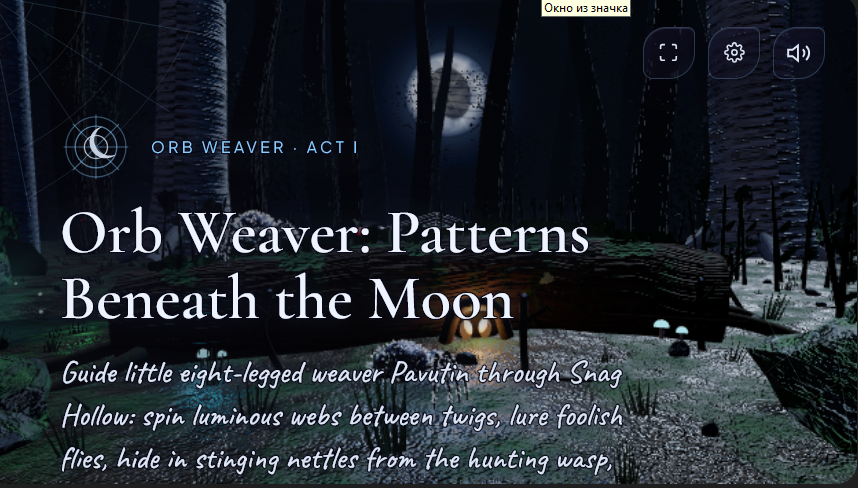 Окно из значка
ORB WEAVER · ACT I
Orb Weaver: Patterns
Beneath the Moon
Guide little eight-legged weaver Pavutin through Snag
Hollow: spin luminous webs between twigs, lure foolish
flies, hide in stinging nettles from the hunting wasp,